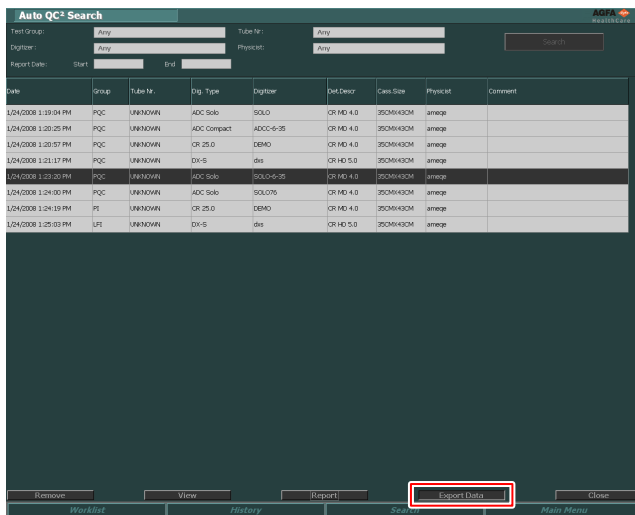 Auto QC² Search
AGFA
HealthCare
Test Group: Any Tube Nr: Any
Digitizer: Any Physicist: Any
Search
Report Date: Start End
Date Group Tube Nr. Dig. Type Digitizer Det.Descr Cass.Size Physicist Comment
1/24/2008 1:19:04 PM PQC UNKNOWN ADC Solo SOLO CR MD 4.0 35CMX43CM ameqe
1/24/2008 1:20:25 PM PQC UNKNOWN ADC Compact ADCC-6-35 CR MD 4.0 35CMX43CM ameqe
1/24/2008 1:20:57 PM PQC UNKNOWN CR 25.0 DEMO CR MD 4.0 35CMX43CM ameqe
1/24/2008 1:21:17 PM PQC UNKNOWN DX-S dxs CR HD 5.0 35CMX43CM ameqe
1/24/2008 1:23:20 PM PQC UNKNOWN ADC Solo SOLO-6-35 CR MD 4.0 35CMX43CM ameqe
1/24/2008 1:24:00 PM PQC UNKNOWN ADC Solo SOLO76 CR MD 4.0 35CMX43CM ameqe
1/24/2008 1:24:19 PM PI UNKNOWN CR 25.0 DEMO CR MD 4.0 35CMX43CM ameqe
1/24/2008 1:25:03 PM LFI UNKNOWN DX-S dxs CR HD 5.0 35CMX43CM ameqe
Remove View Report Export Data Close
Worklist History Search Main Menu